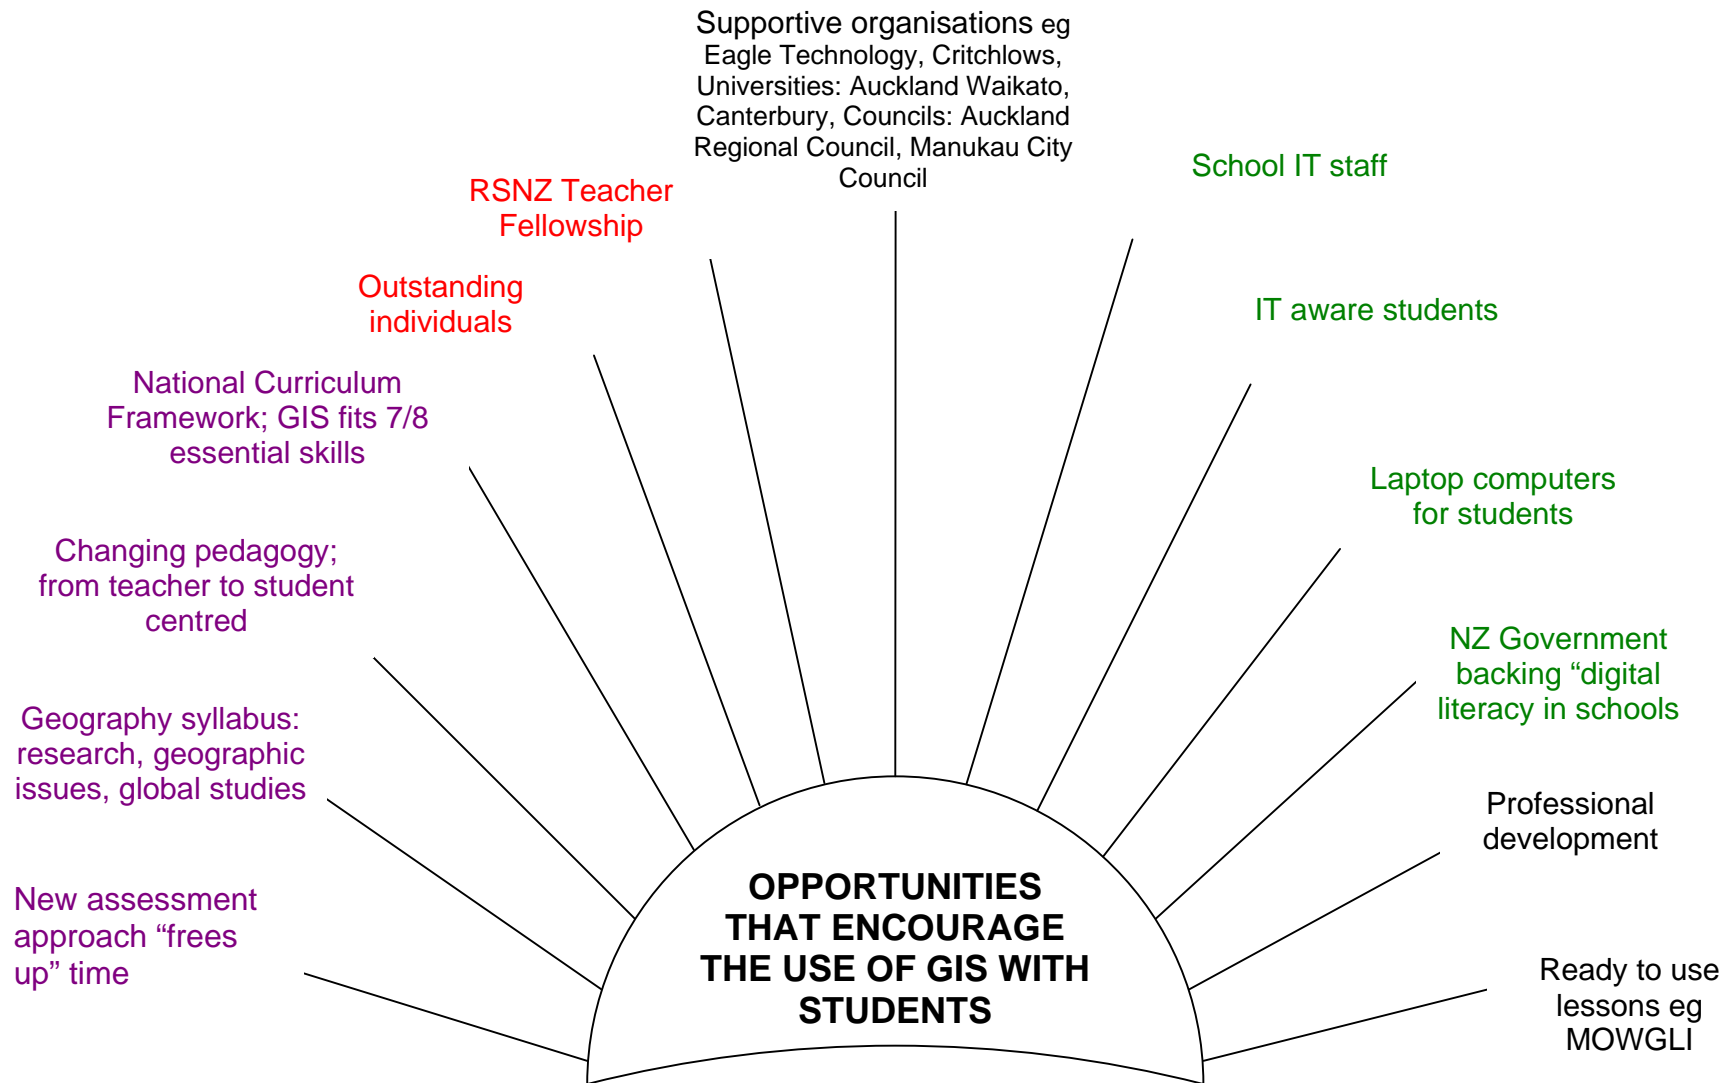 Supportive organisations eg
Eagle Technology, Critchlows,
Universities: Auckland Waikato,
Canterbury, Councils: Auckland
Regional Council, Manukau City
Council
School IT staff
RSNZ Teacher
Fellowship
Outstanding
individuals
IT aware students
National Curriculum
Framework; GIS fits 7/8
essential skills
Laptop computers
for students
Changing pedagogy;
from teacher to student
centred
NZ Government
backing “digital
literacy in schools
Geography syllabus:
research, geographic
issues, global studies
Professional
development
New assessment
approach “frees
up” time
OPPORTUNITIES
THAT ENCOURAGE
THE USE OF GIS WITH
STUDENTS
Ready to use
lessons eg
MOWGLI